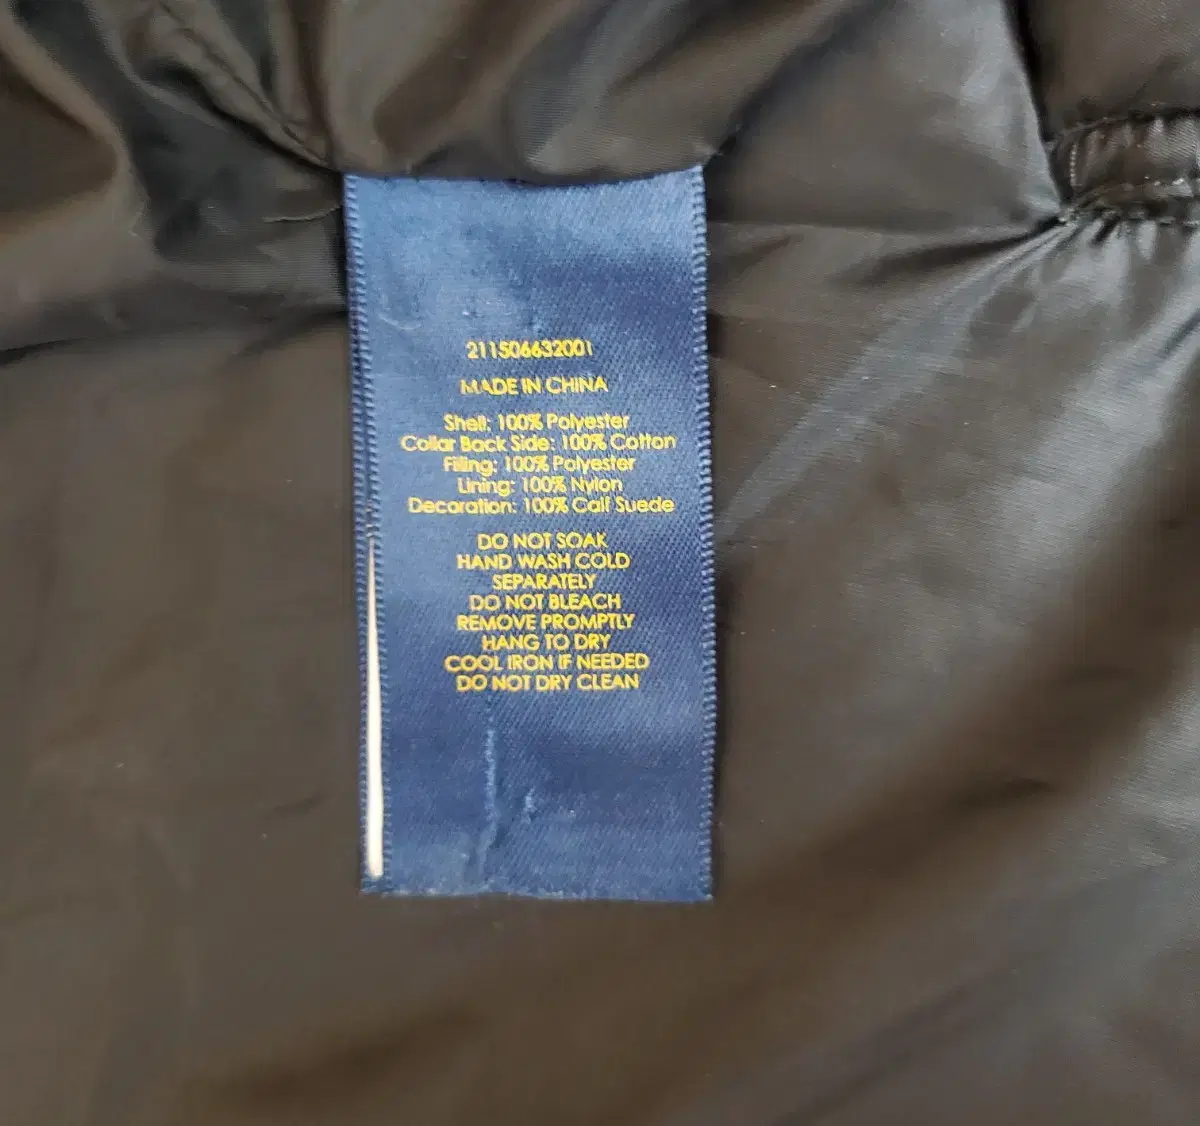 211506632001
MADE IN CHINA
Shell: 100% Polyester
Collar Back Side: 100% Cotton
Filling: 100% Polyester
Lining: 100% Nylon
Decoration: 100% Calf Suede
DO NOT SOAK
HAND WASH COLD
SEPARATELY
DO NOT BLEACH
REMOVE PROMPTLY
HANG TO DRY
COOL IRON IF NEEDED
DO NOT DRY CLEAN